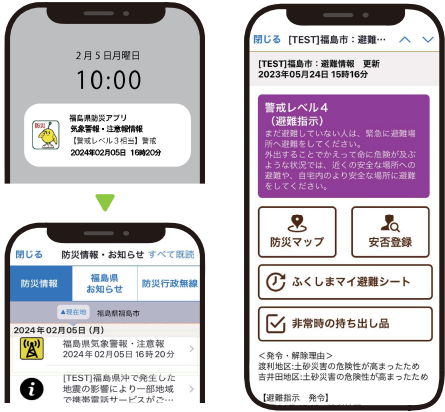 2月5日月曜日
10:00
防災
福島県防災アプリ
気象警報・注意報情報
【警戒レベル3相当】警戒
2024年02月05日 16時20分
閉じる 防災情報・お知らせ すべて既読
防災情報
福島県
お知らせ
防災行政無線
▲現在地 福島県福島市
2024年02月05日(月)
福島県気象警報・注意報
2024年02月05日16時20分
[TEST]福島県沖で発生した
地震の影響により一部地域
で携帯電話サービスがご…
閉じる [TEST]福島市：避難…
[TEST]福島市：避難情報 更新
2023年05月24日 15時16分
警戒レベル４
（避難指示）
まだ避難していない人は、緊急に避難場
所へ避難をしてください。
外出することでかえって命に危険が及ぶ
ような状況では、近くの安全な場所への
避難や、自宅内のより安全な場所に避難
をしてください。
防災マップ
安否登録
ふくしまマイ避難シート
非常時の持ち出し品
＜発令・解除理由＞
渡利地区:土砂災害の危険性が高まったため
吉井田地区:土砂災害の危険性が高まったため
【避難指示 発令】